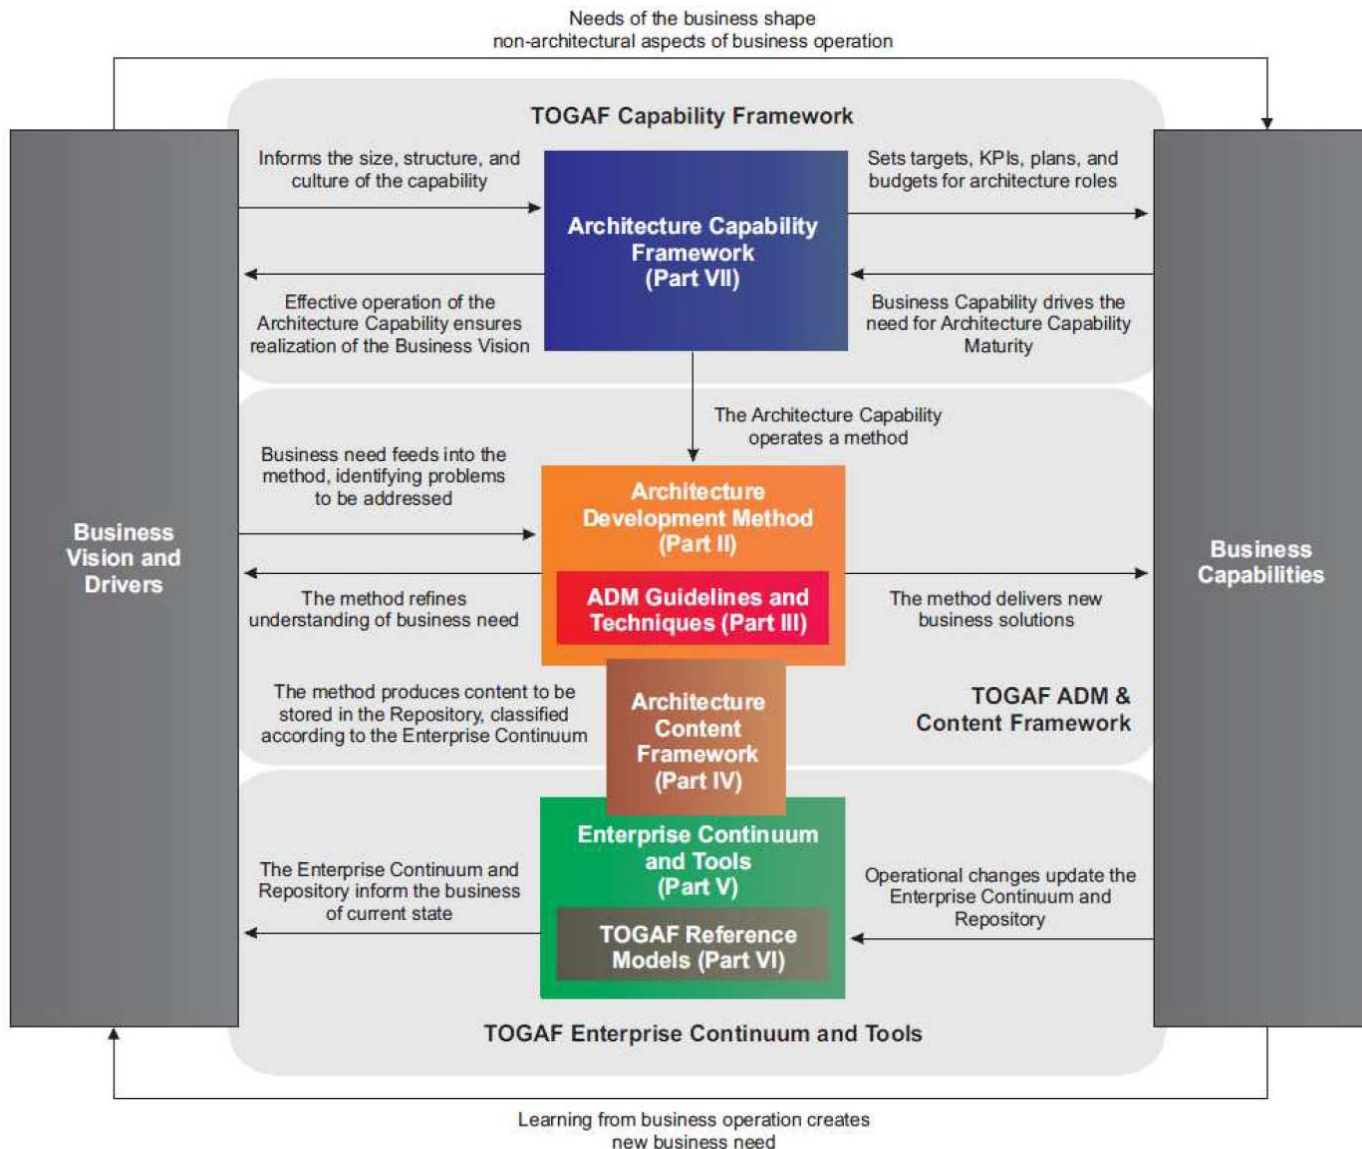 Needs of the business shape
non-architectural aspects of business operation
TOGAF Capability Framework
Informs the size, structure, and
culture of the capability
Architecture Capability
Framework
(Part VII)
Sets targets, KPIs, plans, and
budgets for architecture roles
Effective operation of the
Architecture Capability ensures
realization of the Business Vision
Business Capability drives the
need for Architecture Capability
Maturity
The Architecture Capability
operates a method
Business need feeds into the
method, identifying problems
to be addressed
Business
Vision and
Drivers
Architecture
Development Method
(Part II)
ADM Guidelines and
Techniques (Part III)
Business
Capabilities
The method refines
understanding of business need
The method delivers new
business solutions
The method produces content to be
stored in the Repository, classified
according to the Enterprise Continuum
Architecture
Content
Framework
(Part IV)
TOGAF ADM &
Content Framework
Enterprise Continuum
and Tools
(Part V)
The Enterprise Continuum and
Repository inform the business
of current state
TOGAF Reference
Models (Part VI)
Operational changes update the
Enterprise Continuum and
Repository
TOGAF Enterprise Continuum and Tools
Learning from business operation creates
new business need